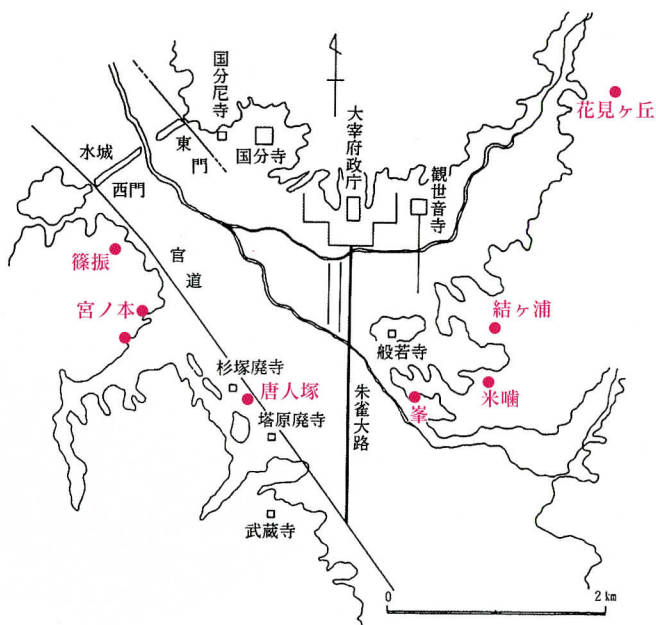 国分尼寺
国分寺
大宰府政庁
観世音寺
花見ヶ丘
水城
東門
西門
官道
篠振
宮ノ本
結ヶ浦
般若寺
米噛
峯
朱雀大路
杉塚廃寺
唐人塚
塔原廃寺
武蔵寺
0
2 km